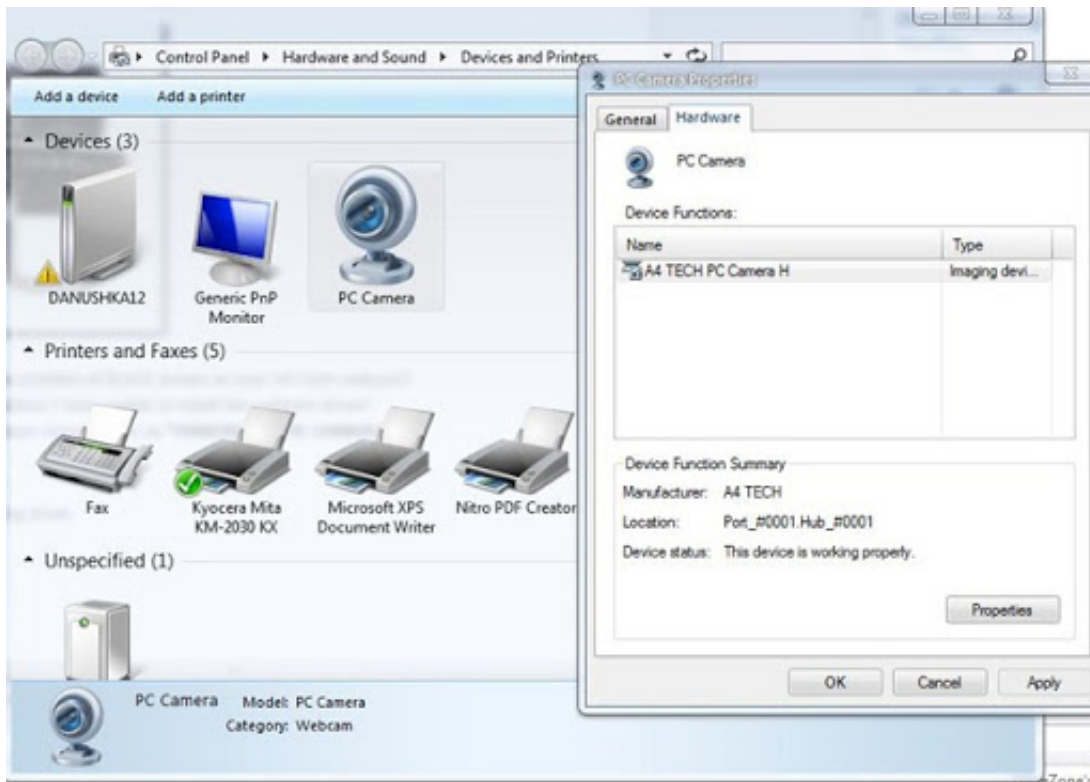 Control Panel ▸ Hardware and Sound ▸ Devices and Printers
Add a device Add a printer
Devices (3)
DANUSHKA12
Generic PnP
Monitor
PC Camera
Printers and Faxes (5)
Fax
Kyocera Mita
KM-2030 KX
Microsoft XPS
Document Writer
Nitro PDF Creator
Unspecified (1)
PC Camera Model: PC Camera
Category: Webcam
PC Camera Properties
General Hardware
PC Camera
Device Functions:
Name Type
A4 TECH PC Camera H Imaging devi...
Device Function Summary
Manufacturer: A4 TECH
Location: Port_#0001.Hub_#0001
Device status: This device is working properly.
Properties
OK Cancel Apply